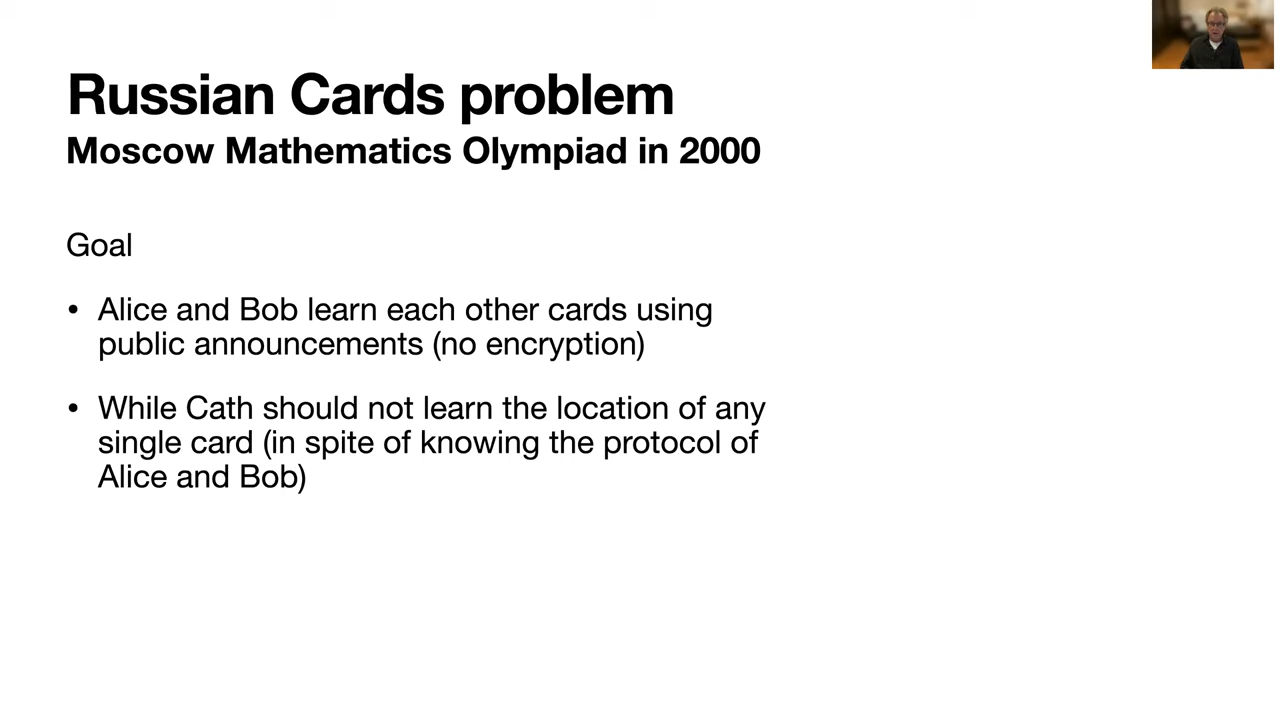 Russian Cards problem
Moscow Mathematics Olympiad in 2000
Goal
• Alice and Bob learn each other cards using
public announcements (no encryption)
• While Cath should not learn the location of any
single card (in spite of knowing the protocol of
Alice and Bob)